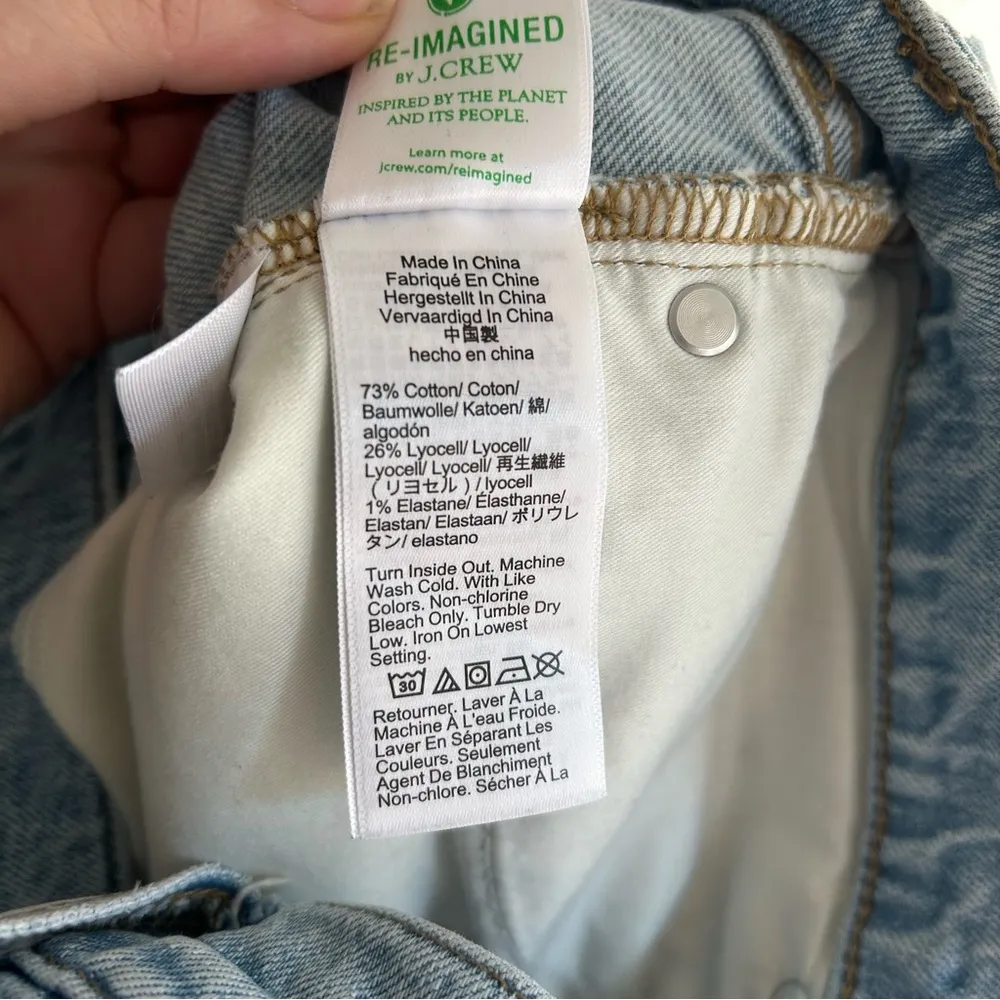 RE-IMAGINED
BY J.CREW
INSPIRED BY THE PLANET
AND ITS PEOPLE.
Learn more at
jcrew.com/reimagined
Made In China
Fabriqué En Chine
Hergestellt In China
Vervaardigd In China
中国製
hecho en china
73% Cotton/ Coton/
Baumwolle/ Katoen/ 綿/
algodón
26% Lyocell/ Lyocell/
Lyocell/ Lyocell/ 再生繊維
(リヨセル)/ lyocell
1% Elastane/ Élasthanne/
Elastan/ Elastaan/ ポリウレ
タン/ elastano
Turn Inside Out. Machine
Wash Cold. With Like
Colors. Non-chlorine
Bleach Only. Tumble Dry
Low. Iron On Lowest
Setting.
30
Retourner. Laver À La
Machine À L'eau Froide.
Laver En Séparant Les
Couleurs. Seulement
Agent De Blanchiment
Non-chlore. Sécher À La